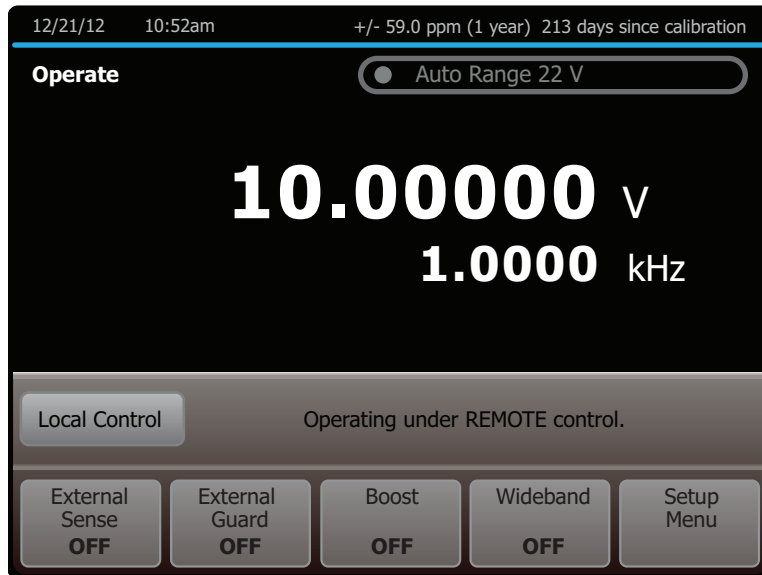 12/21/12 10:52am +/- 59.0 ppm (1 year) 213 days since calibration
Operate Auto Range 22 V
10.00000 V
1.0000 kHz
Local Control Operating under REMOTE control.
External Sense OFF
External Guard OFF
Boost OFF
Wideband OFF
Setup Menu